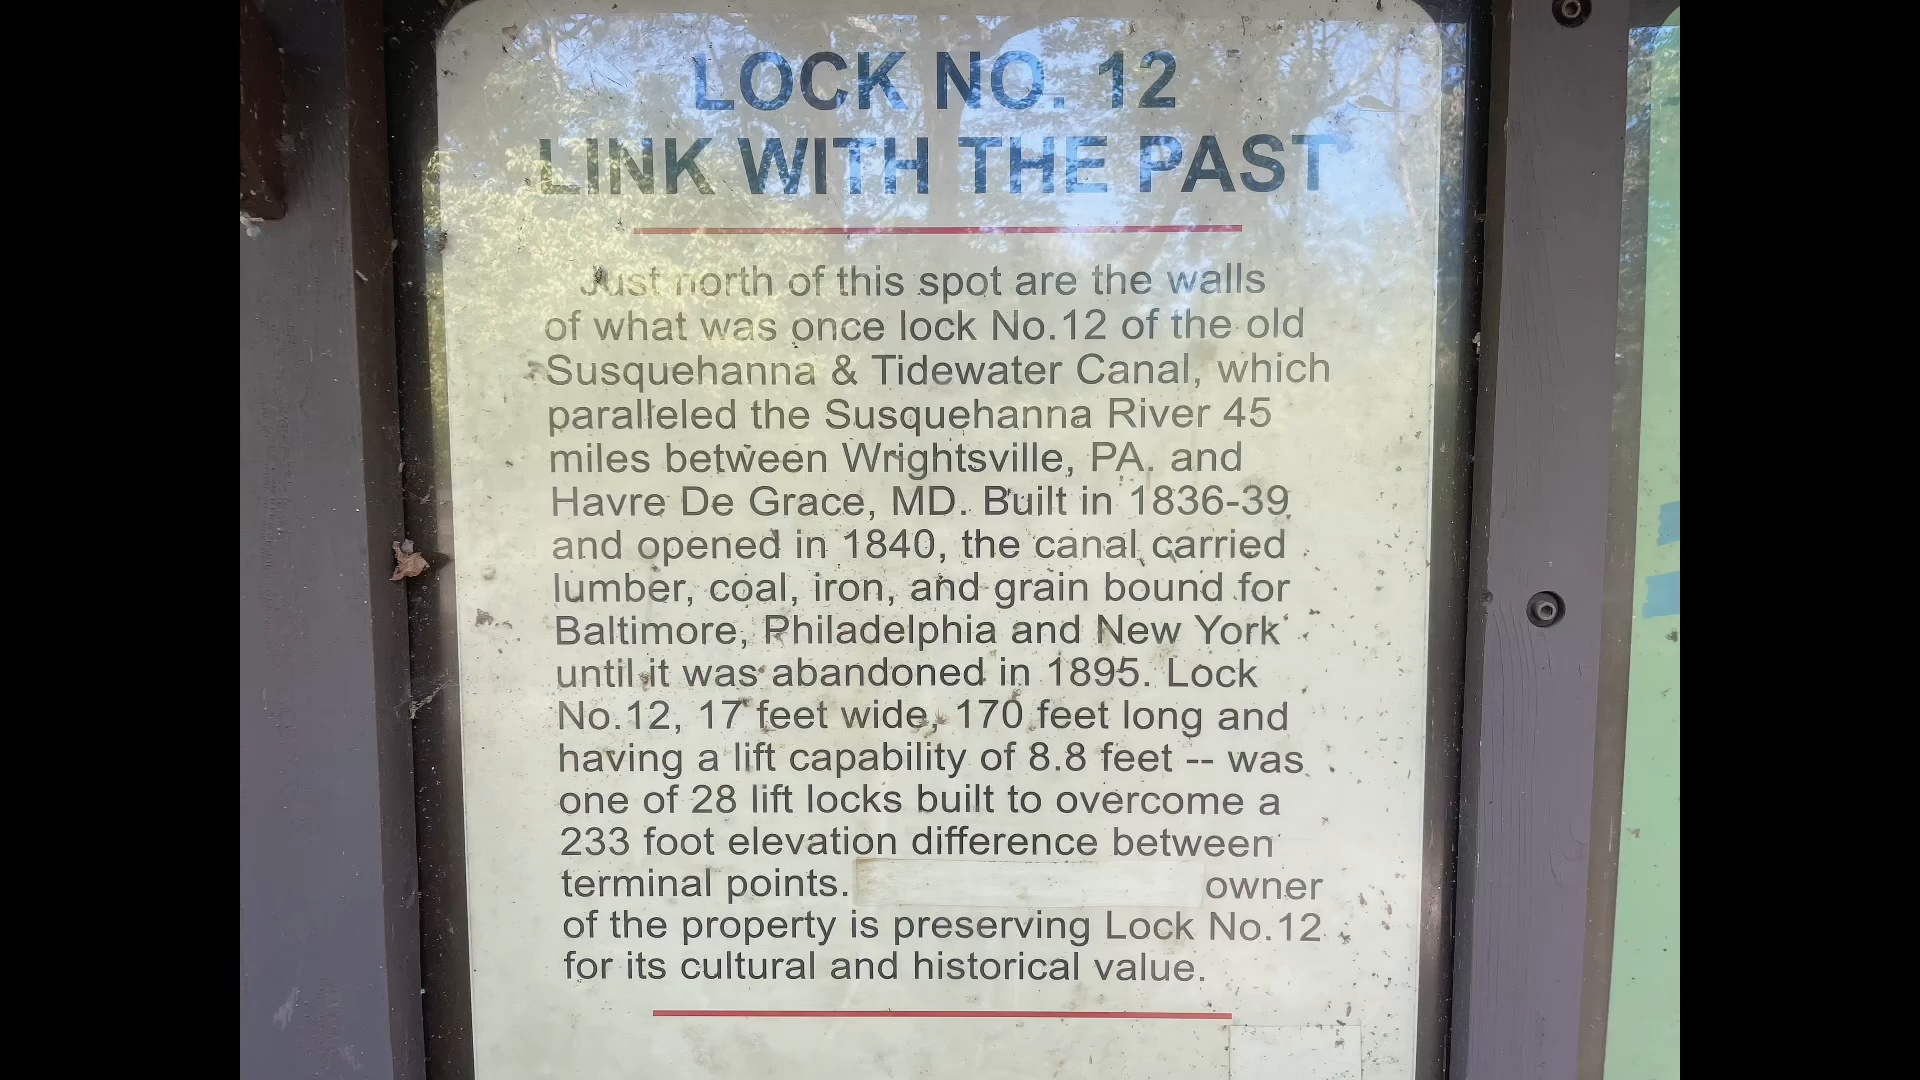 LOCK NO. 12
LINK WITH THE PAST
Just north of this spot are the walls
of what was once lock No.12 of the old
Susquehanna & Tidewater Canal, which
paralleled the Susquehanna River 45
miles between Wrightsville, PA. and
Havre De Grace, MD. Built in 1836-39
and opened in 1840, the canal carried
lumber, coal, iron, and grain bound for
Baltimore, Philadelphia and New York
until it was abandoned in 1895. Lock
No.12, 17 feet wide, 170 feet long and
having a lift capability of 8.8 feet -- was
one of 28 lift locks built to overcome a
233 foot elevation difference between
terminal points. owner
of the property is preserving Lock No.12
for its cultural and historical value.